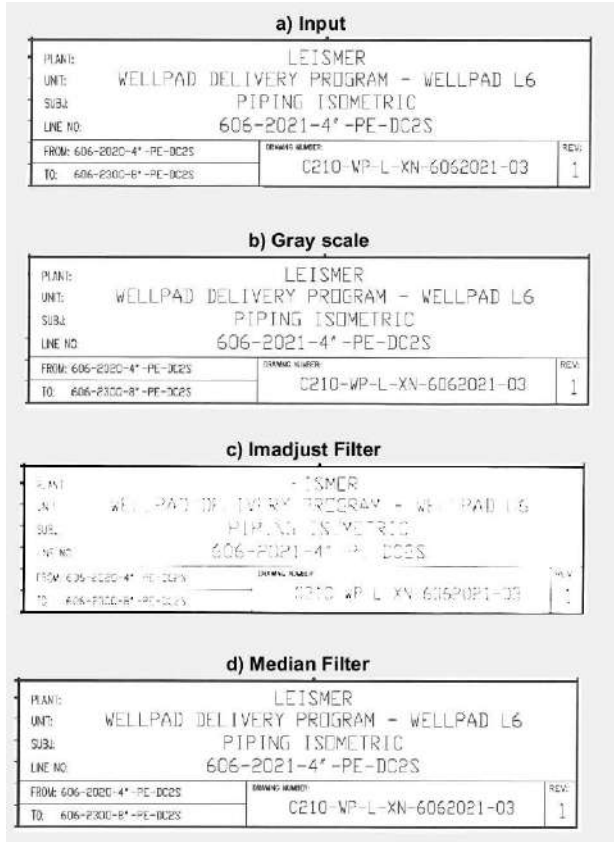 a) Input
PLANT: LEISMER
UNIT: WELLPAD DELIVERY PROGRAM - WELLPAD L6
SUBJ: PIPING ISOMETRIC
LINE NO: 606-2021-4"-PE-DC2S
FROM: 606-2020-4"-PE-DC2S DRAWING NUMBER: REV:
TO: 606-2300-8"-PE-DC2S C210-WP-L-XN-6062021-03 1
b) Gray scale
PLANT: LEISMER
UNIT: WELLPAD DELIVERY PROGRAM - WELLPAD L6
SUBJ: PIPING ISOMETRIC
LINE NO 606-2021-4"-PE-DC2S
FROM: 606-2020-4"-PE-DC2S DRAWING NUMBER: REV:
TO: 606-2300-8"-PE-DC2S C210-WP-L-XN-6062021-03 1
c) Imadjust Filter
ISMER
606-2021-4"
6062021-03
1
d) Median Filter
PLANT: LEISMER
UNIT: WELLPAD DELIVERY PROGRAM - WELLPAD L6
SUBJ: PIPING ISOMETRIC
LINE NO: 606-2021-4"-PE-DC2S
FROM: 606-2020-4"-PE-DC2S DRAWING NUMBER: REV:
TO: 606-2300-8"-PE-DC2S C210-WP-L-XN-6062021-03 1